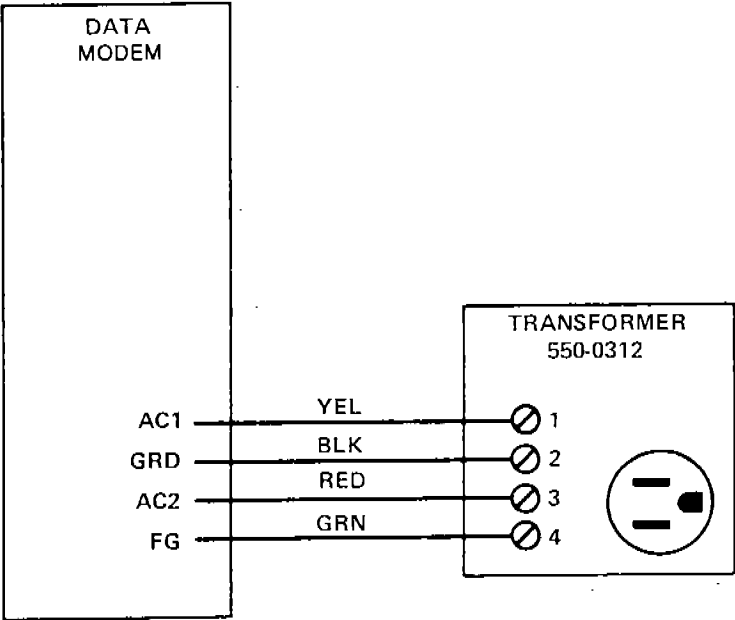 DATA
MODEM
TRANSFORMER
550-0312
AC1 YEL 1
GRD BLK 2
AC2 RED 3
FG GRN 4